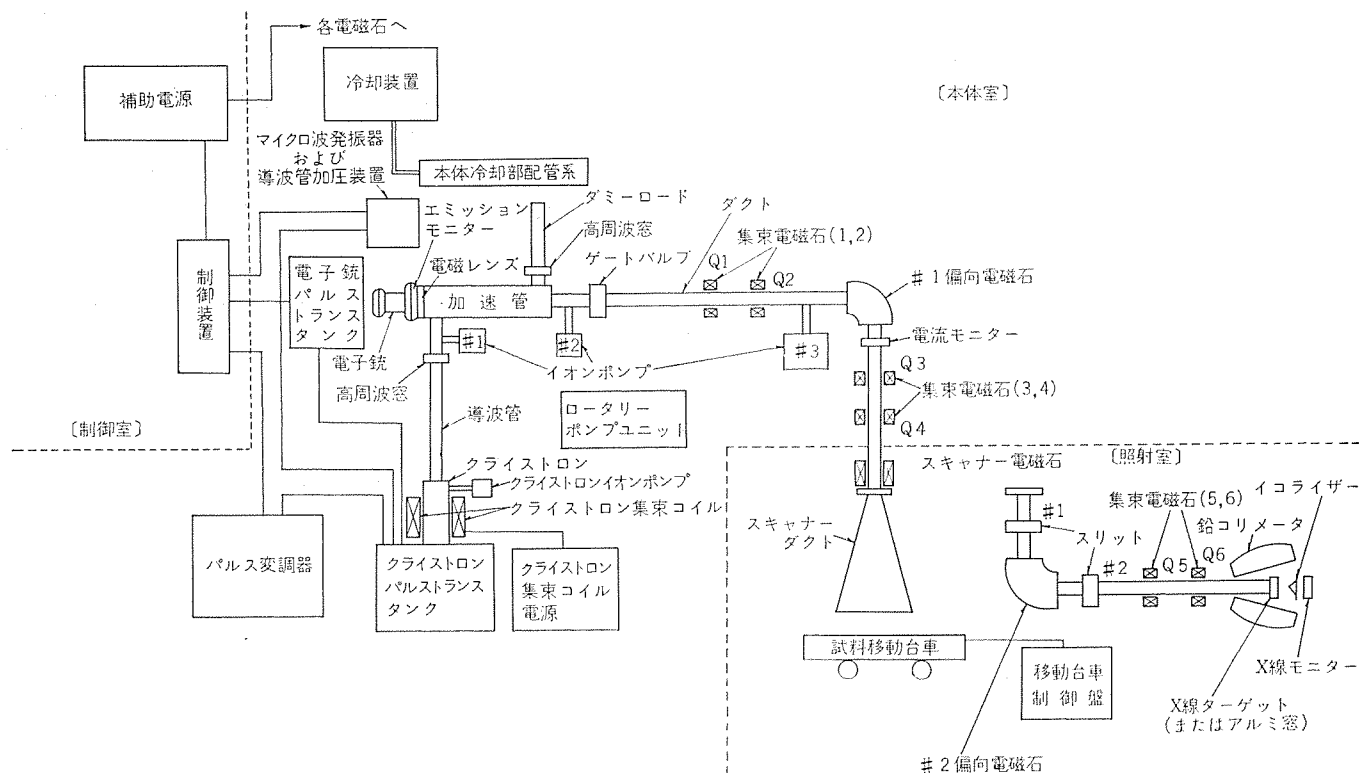 各電磁石へ
補助電源
冷却装置
〔本体室〕
マイクロ波発振器
および
導波管加圧装置
本体冷却部配管系
ダミーロード
エミッション
モニター
高周波窓
ダクト
集束電磁石(1,2)
ゲートバルブ
Q1
Q2
#1偏向電磁石
制御装置
電子銃
パルス
トランス
タンク
電磁レンズ
加速管
電流モニター
#1
#2
#3
電子銃
イオンポンプ
高周波窓
Q3
集束電磁石(3,4)
Q4
導波管
ロータリー
ポンプユニット
〔制御室〕
クライストロン
クライストロンイオンポンプ
クライストロン集束コイル
スキャナー電磁石
〔照射室〕
イコライザー
集束電磁石(5,6)
鉛コリメータ
#1
スリット
スキャナー
ダクト
#2
Q5
Q6
パルス変調器
クライストロン
パルストランス
タンク
クライストロン
集束コイル
電源
試料移動台車
移動台車
制御盤
X線モニター
X線ターゲット
(またはアルミ窓)
#2偏向電磁石